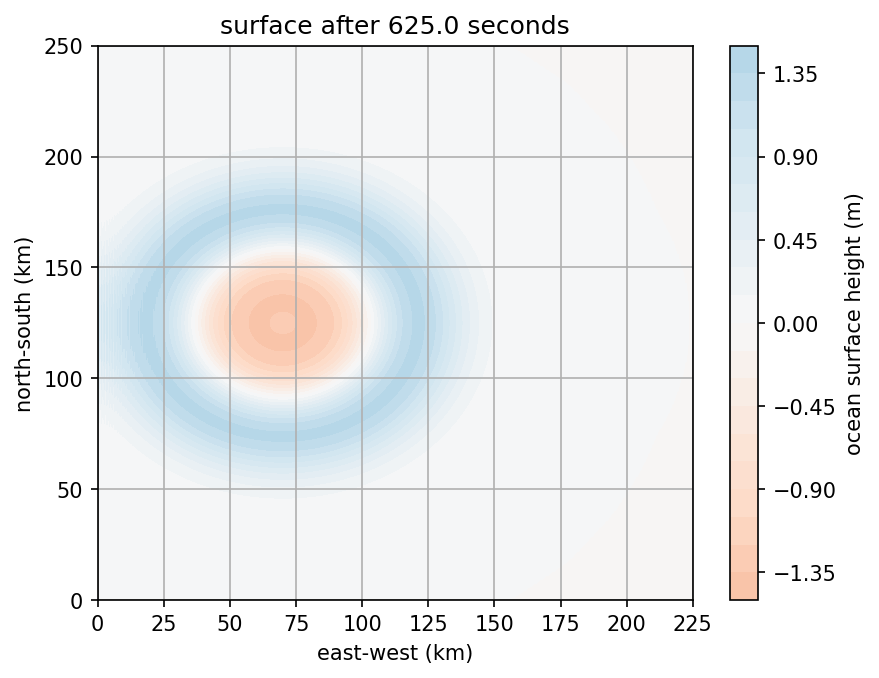 surface after 625.0 seconds
250
200
150
100
50
0
north-south (km)
0 25 50 75 100 125 150 175 200 225
east-west (km)
1.35
0.90
0.45
0.00
−0.45
−0.90
−1.35
ocean surface height (m)